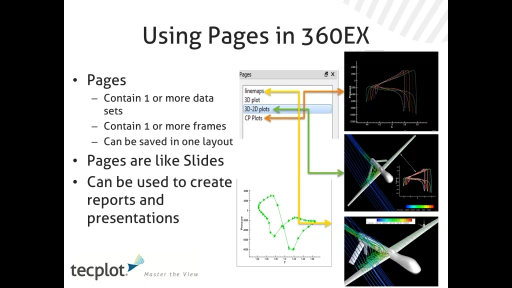 Using Pages in 360EX
• Pages
– Contain 1 or more data
sets
– Contain 1 or more frames
– Can be saved in one layout
• Pages are like Slides
• Can be used to create
reports and
presentations
Pages
linemaps
3D plot
3D-2D plots
CP Plots
tecplot.
Master the View